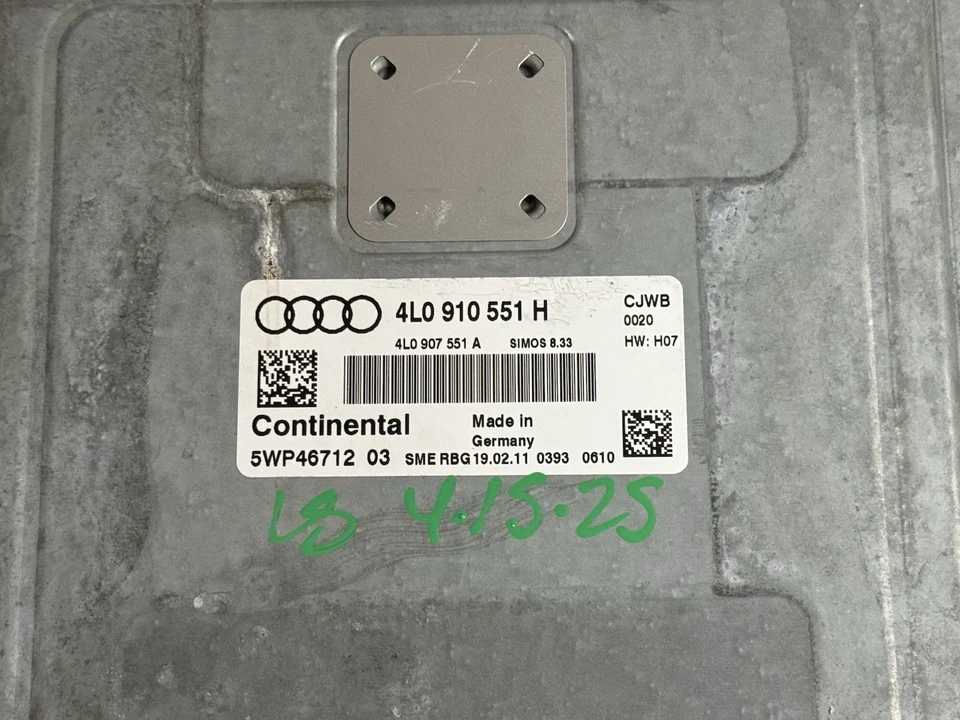 4L0 910 551 H
CJWB
0020
4L0 907 551 A SIMOS 8.33
HW: H07
Continental
Made in
Germany
5WP46712 03 SME RBG 19.02.11 0393 0610
LS 4.15.25